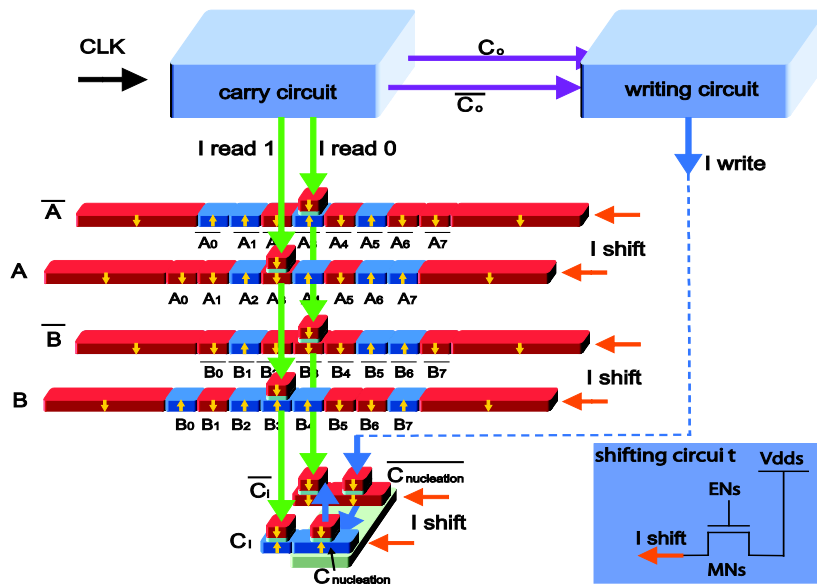 CLK
carry circuit
Co
Co
writing circuit
I read 1
I read 0
I write
A
A0 A1 A A3 A4 A5 A6 A7
I shift
A
A0 A1 A2 A3 A4 A5 A6 A7
B
B0 B1 B2 B3 B4 B5 B6 B7
I shift
B
B0 B1 B2 B3 B4 B5 B6 B7
CI
Cnucleation
I shift
CI
Cnucleation
shifting circuit
Vdds
ENs
I shift
MNs